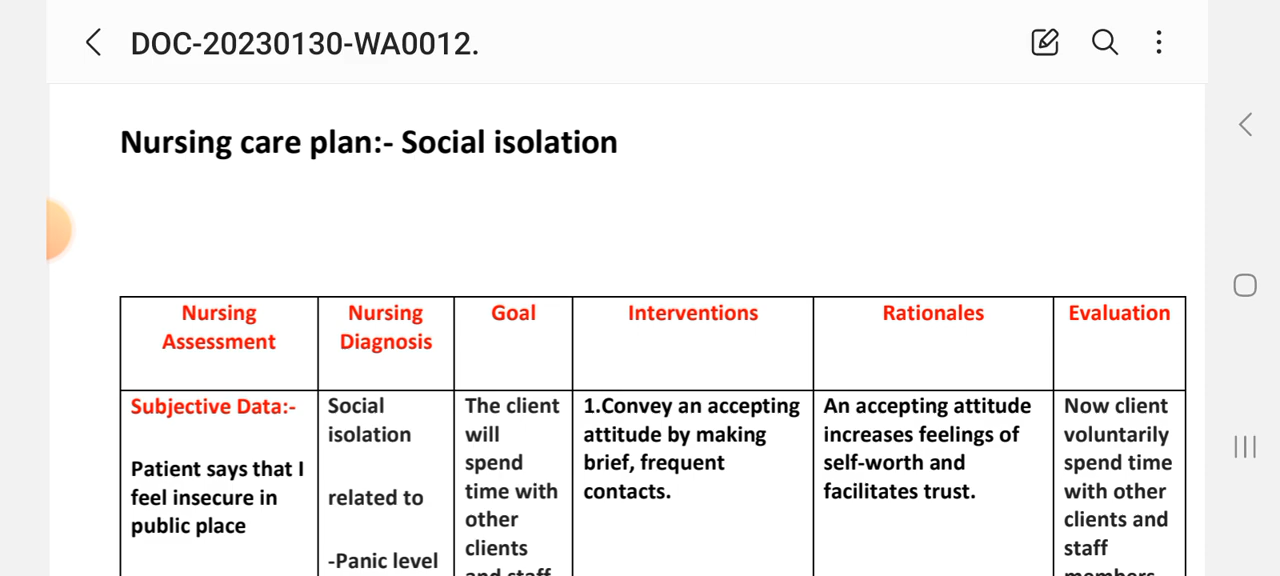 DOC-20230130-WA0012.
Nursing care plan:- Social isolation
Nursing
Assessment
Nursing
Diagnosis
Goal
Interventions
Rationales
Evaluation
Subjective Data:-
Patient says that I
feel insecure in
public place
Social
isolation
related to
-Panic level
The client
will
spend
time with
other
clients
and staff
1.Convey an accepting
attitude by making
brief, frequent
contacts.
An accepting attitude
increases feelings of
self-worth and
facilitates trust.
Now client
voluntarily
spend time
with other
clients and
staff
members